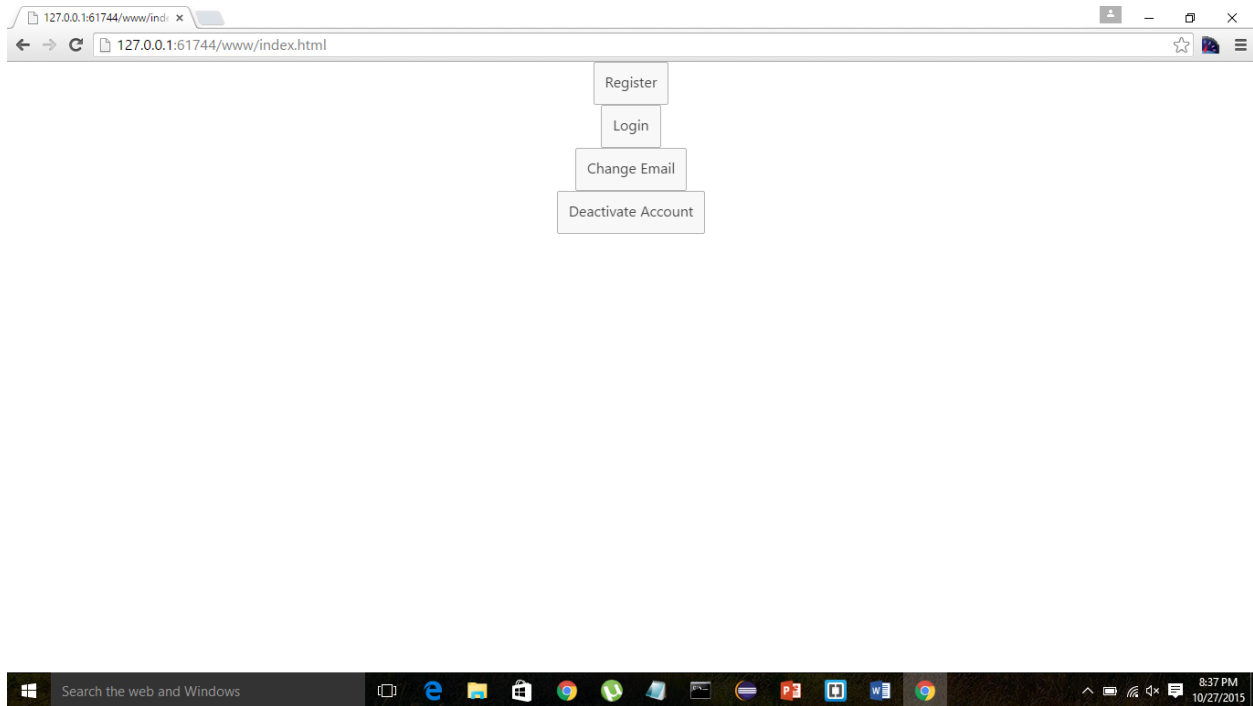 127.0.0.1:61744/www/ind
127.0.0.1:61744/www/index.html
Register
Login
Change Email
Deactivate Account
Search the web and Windows
8:37 PM
10/27/2015